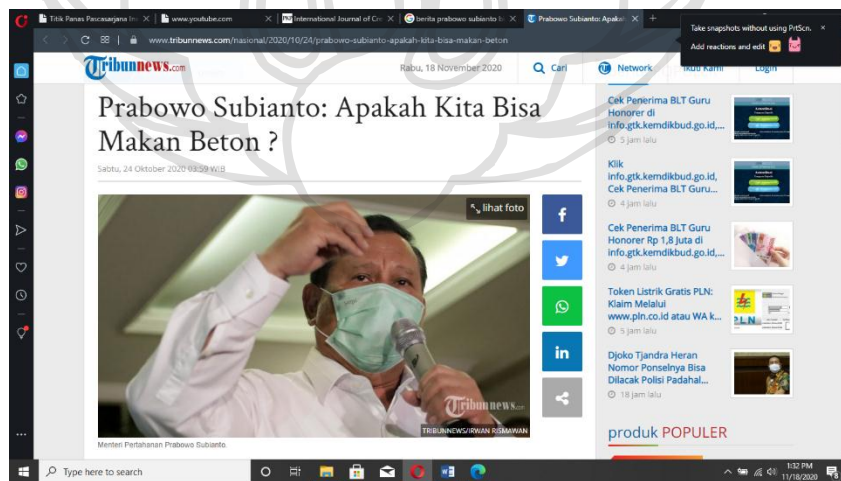 Titik Panas Pascasarjana In
www.youtube.com
International Journal of Cro
berita prabowo subianto
Prabowo Subianto: Apakah
Take snapshots without using PrtScn.
Add reactions and edit
www.tribunnews.com/nasional/2020/10/24/prabowo-subianto-apakah-kita-bisa-makan-beton
Tribunnews.com
Rabu, 18 November 2020
Cari
Network
Ikuti Kami
Login
Prabowo Subianto: Apakah Kita Bisa
Makan Beton ?
Sabtu, 24 Oktober 2020 03:59 WIB
lihat foto
Tribunnews.com
TRIBUNNEWS/IRWAN RISMAWAN
Menteri Pertahanan Prabowo Subianto.
Cek Penerima BLT Guru
Honorer di
info.gtk.kemdikbud.go.id,...
5 jam lalu
Klik
info.gtk.kemdikbud.go.id,
Cek Penerima BLT Guru...
4 jam lalu
Cek Penerima BLT Guru
Honorer Rp 1,8 Juta di
info.gtk.kemdikbud.go.id,...
4 jam lalu
Token Listrik Gratis PLN:
Klaim Melalui
www.pln.co.id atau WA k...
5 jam lalu
PLN
Djoko Tjandra Heran
Nomor Ponselnya Bisa
Dilacak Polisi Padahal...
18 jam lalu
produk POPULER
Type here to search
1:32 PM
11/18/2020